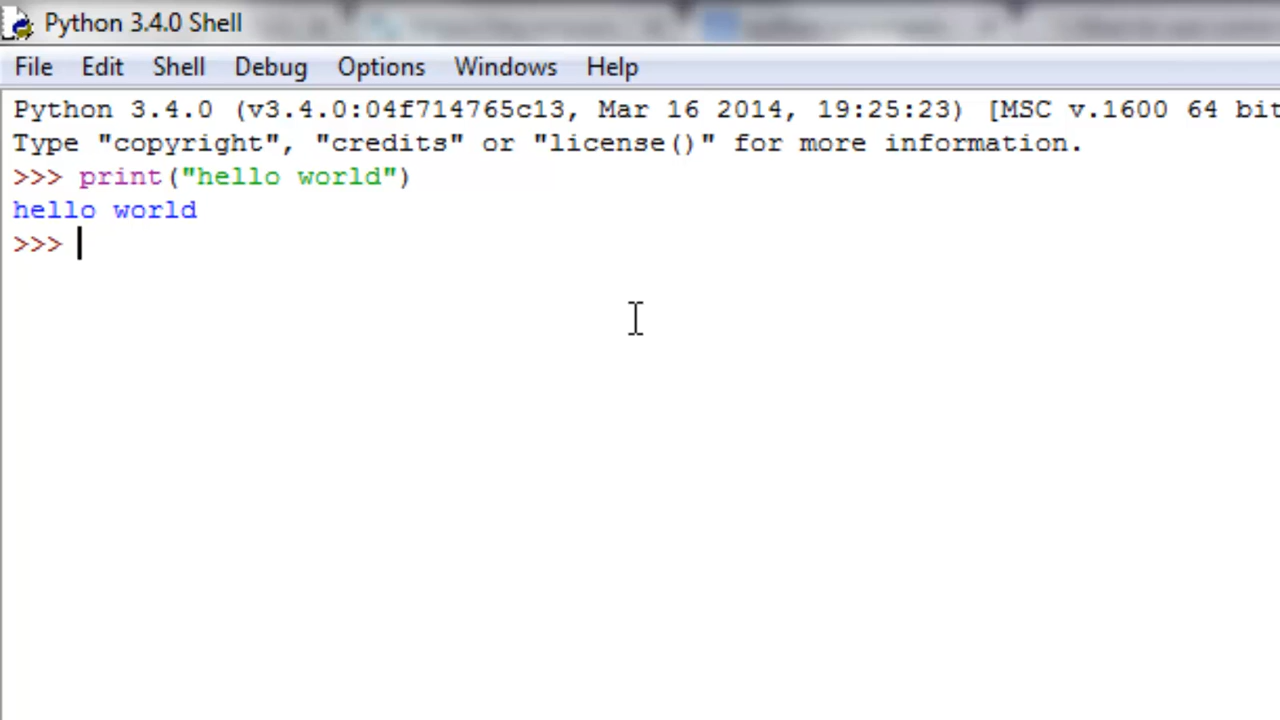 Python 3.4.0 Shell
File Edit Shell Debug Options Windows Help
Python 3.4.0 (v3.4.0:04f714765c13, Mar 16 2014, 19:25:23) [MSC v.1600 64 bit
Type "copyright", "credits" or "license()" for more information.
>>> print("hello world")
hello world
>>>